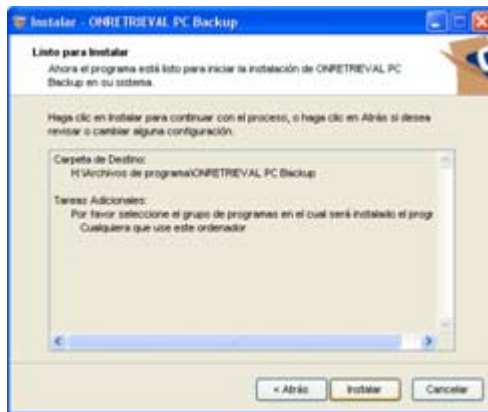 Instalar - ONRETRIEVAL PC Backup
Listo para Instalar
Ahora el programa está listo para iniciar la instalación de ONRETRIEVAL PC
Backup en su sistema.
Haga clic en Instalar para continuar con el proceso, o haga clic en Atrás si desea
revisar o cambiar alguna configuración.
Carpeta de Destino:
H:\Archivos de programa\ONRETRIEVAL PC Backup
Tareas Adicionales:
Por favor seleccione el grupo de programas en el cual será instalado el progr
Cualquiera que use este ordenador
< Atrás
Instalar
Cancelar